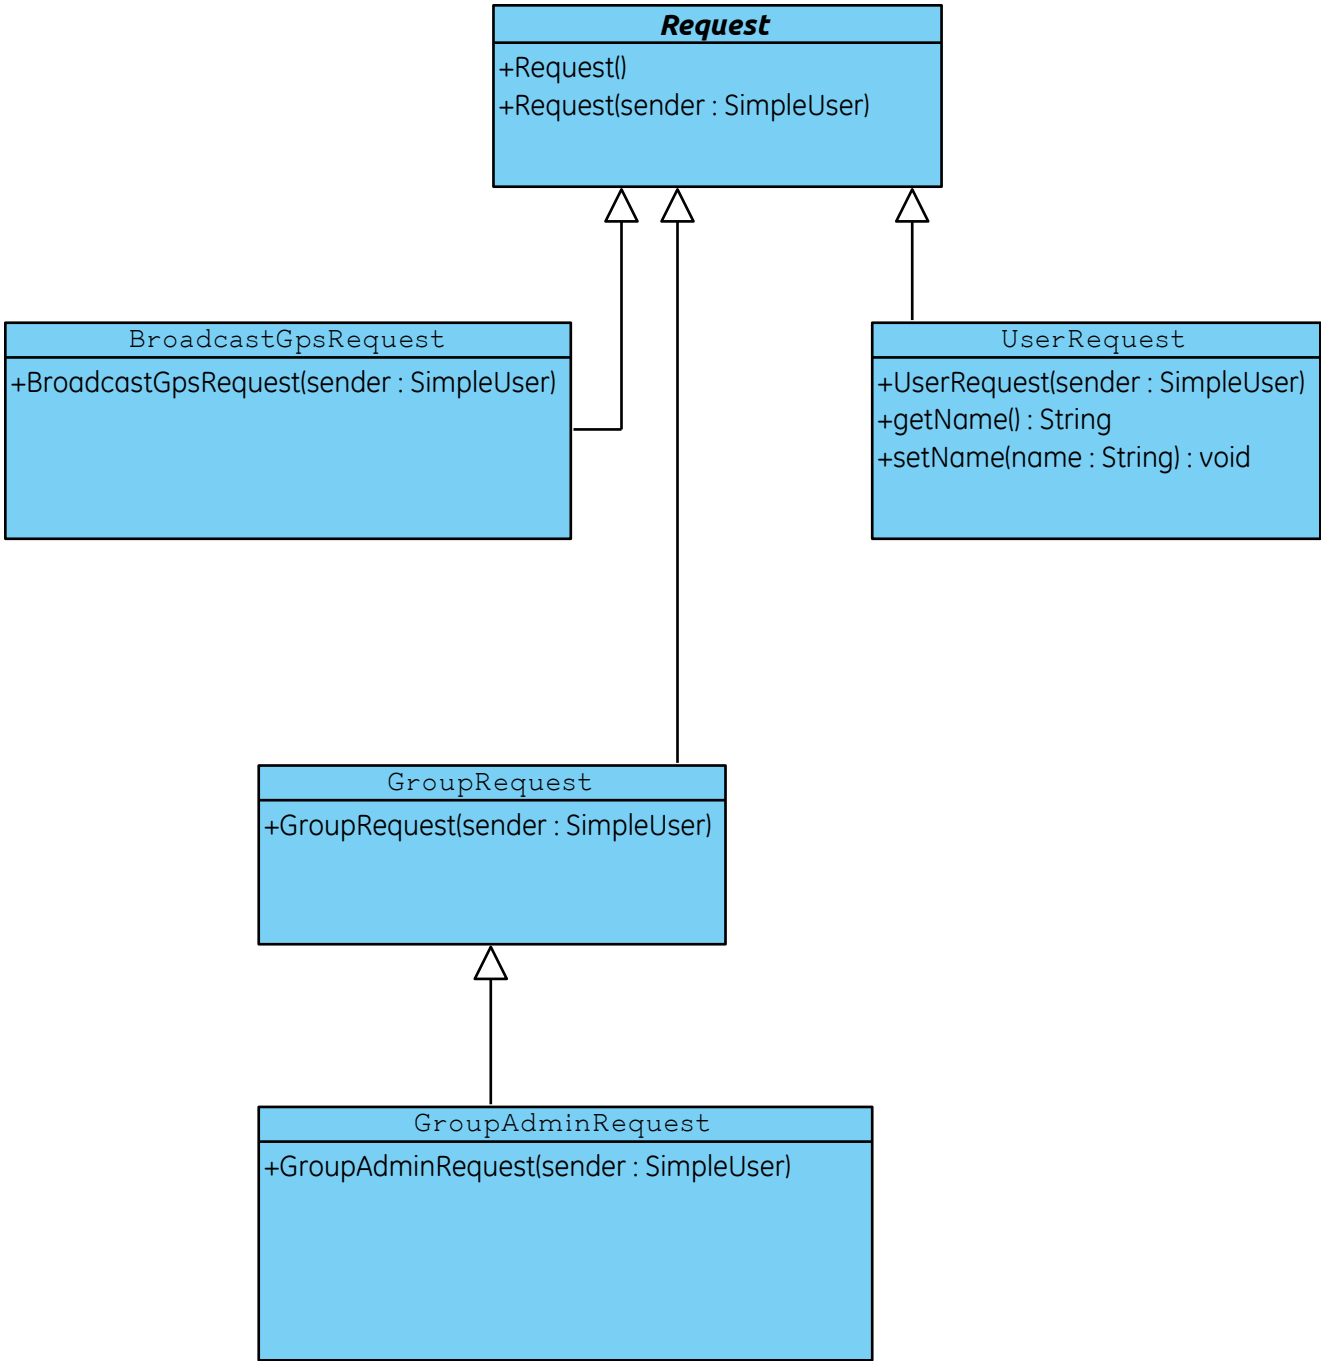 Request
+Request()
+Request(sender : SimpleUser)
BroadcastGpsRequest
+BroadcastGpsRequest(sender : SimpleUser)
UserRequest
+UserRequest(sender : SimpleUser)
+getName() : String
+setName(name : String) : void
GroupRequest
+GroupRequest(sender : SimpleUser)
GroupAdminRequest
+GroupAdminRequest(sender : SimpleUser)